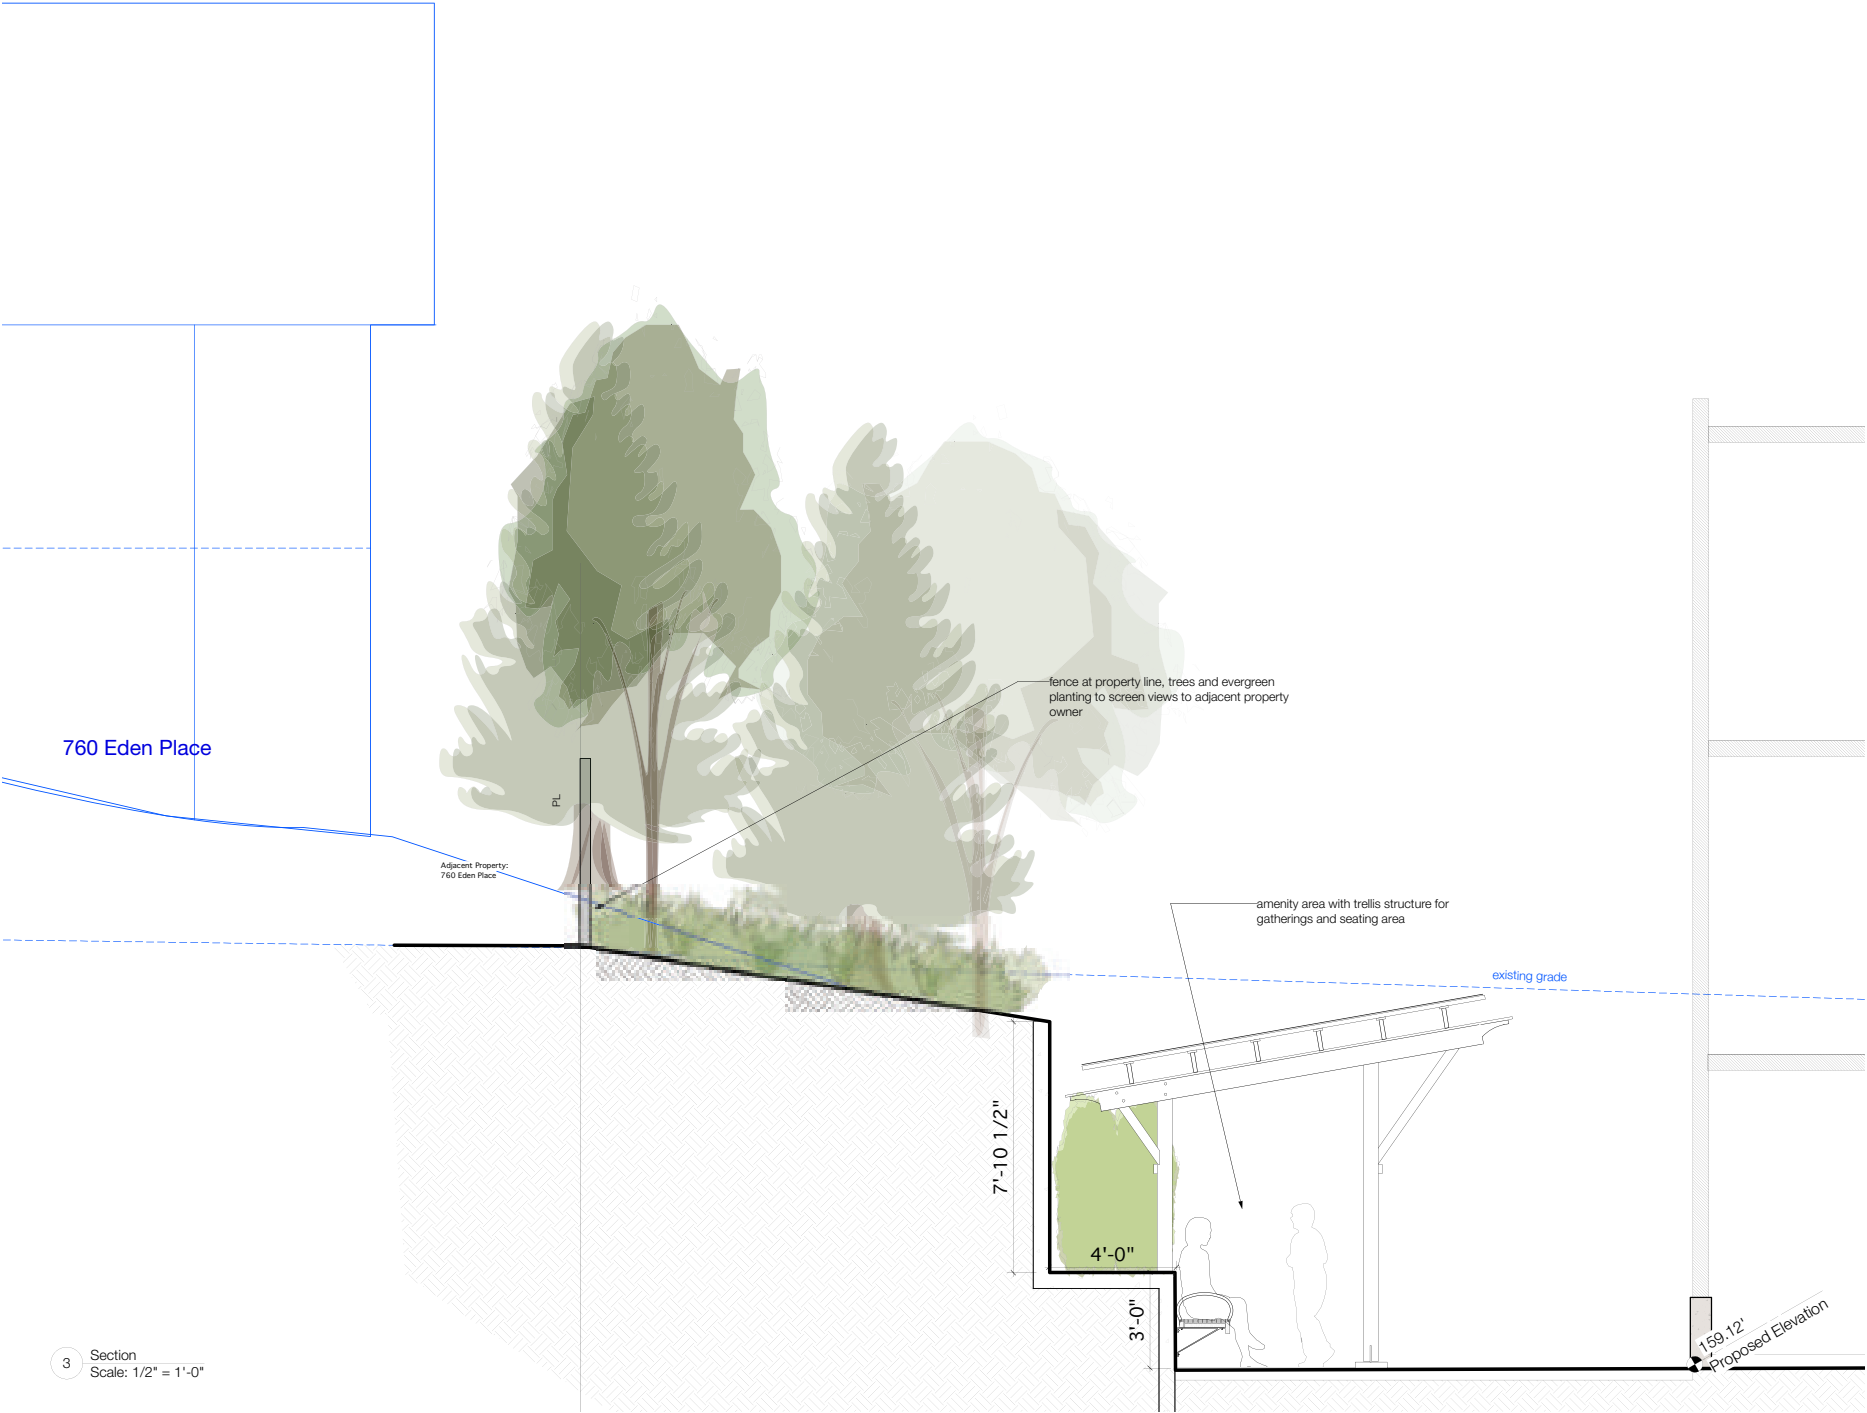 760 Eden Place
PL
Adjacent Property:
760 Eden Place
fence at property line, trees and evergreen
planting to screen views to adjacent property
owner
amenity area with trellis structure for
gatherings and seating area
existing grade
7'-10 1/2"
4'-0"
3'-0"
159.12'
Proposed Elevation
3
Section
Scale: 1/2" = 1'-0"